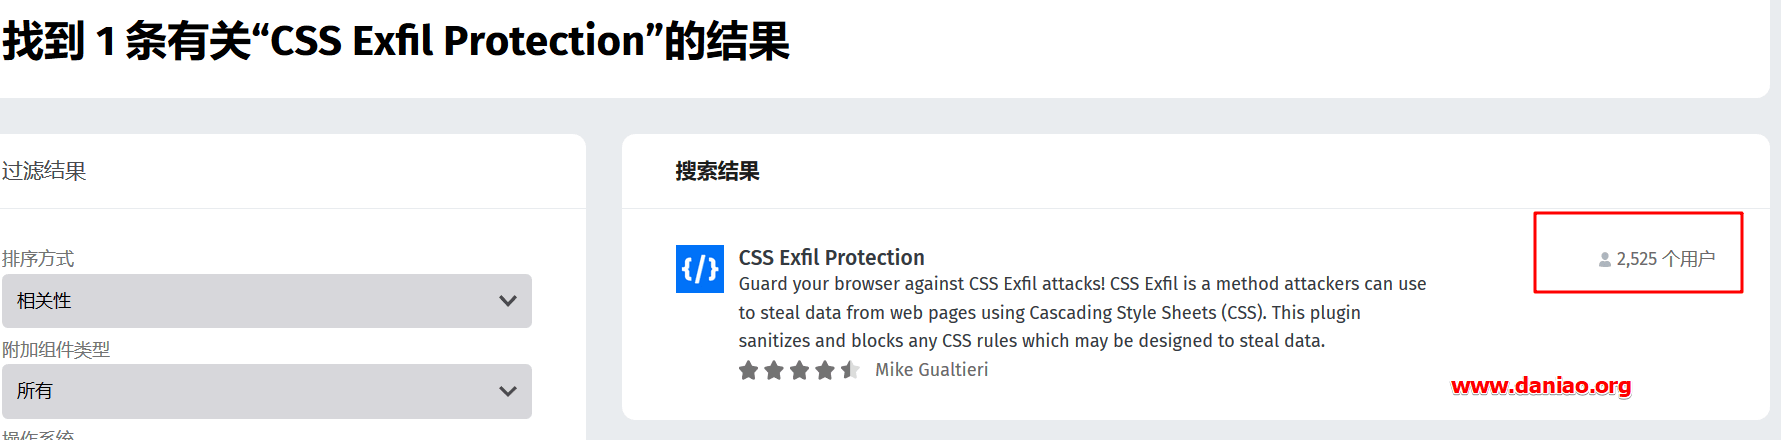 找到 1 条有关“CSS Exfil Protection”的结果
过滤结果
排序方式
相关性
附加组件类型
所有
操作系统
搜索结果
{/}
CSS Exfil Protection
2,525 个用户
Guard your browser against CSS Exfil attacks! CSS Exfil is a method attackers can use
to steal data from web pages using Cascading Style Sheets (CSS). This plugin
sanitizes and blocks any CSS rules which may be designed to steal data.
Mike Gualtieri
www.daniao.org